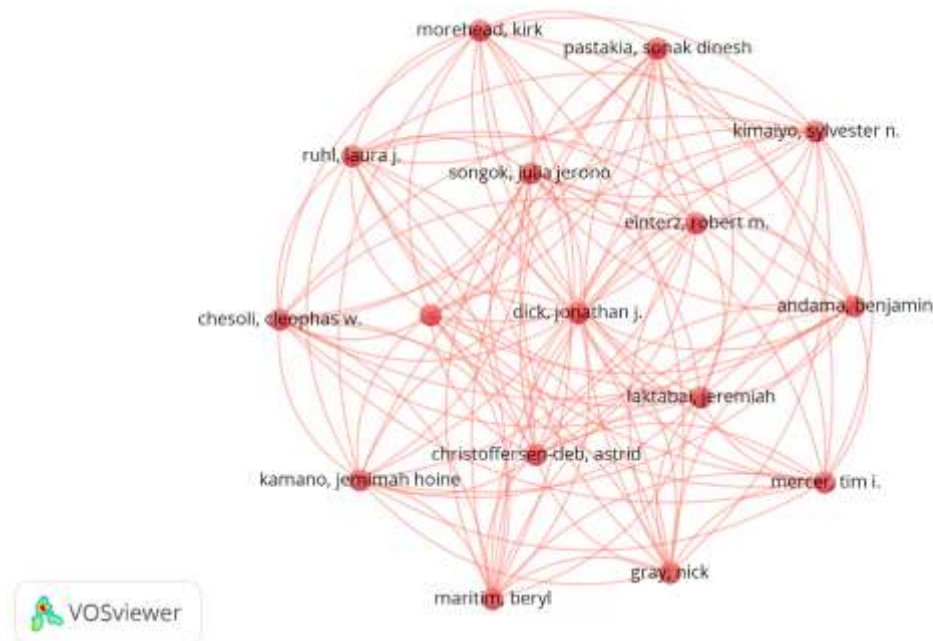 morehead, kirk
pastakia, sonak dinesh
kimaiyo, sylvester n.
ruhl, laura j.
songok, julia jerono
einterz, robert m.
chesoli, cleophas w.
dick, jonathan j.
andama, benjamin
laktabai, jeremiah
christoffersen-deb, astrid
kamano, jemimah hoine
mercer, tim i.
gray, nick
maritim, beryl
VOSviewer